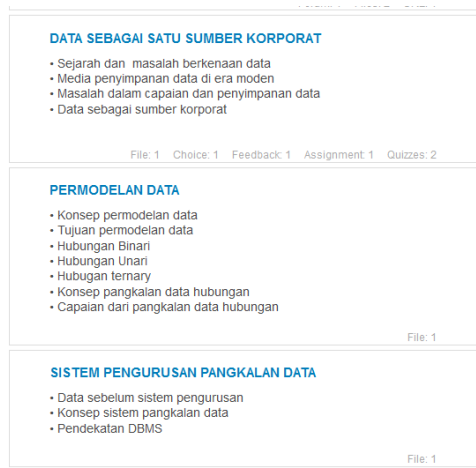 DATA SEBAGAI SATU SUMBER KORPORAT
• Sejarah dan masalah berkenaan data
• Media penyimpanan data di era moden
• Masalah dalam capaian dan penyimpanan data
• Data sebagai sumber korporat
File: 1 Choice: 1 Feedback: 1 Assignment: 1 Quizzes: 2
PERMODELAN DATA
• Konsep permodelan data
• Tujuan permodelan data
• Hubungan Binari
• Hubungan Unari
• Hubugan ternary
• Konsep pangkalan data hubungan
• Capaian dari pangkalan data hubungan
File: 1
SISTEM PENGURUSAN PANGKALAN DATA
• Data sebelum sistem pengurusan
• Konsep sistem pangkalan data
• Pendekatan DBMS
File: 1